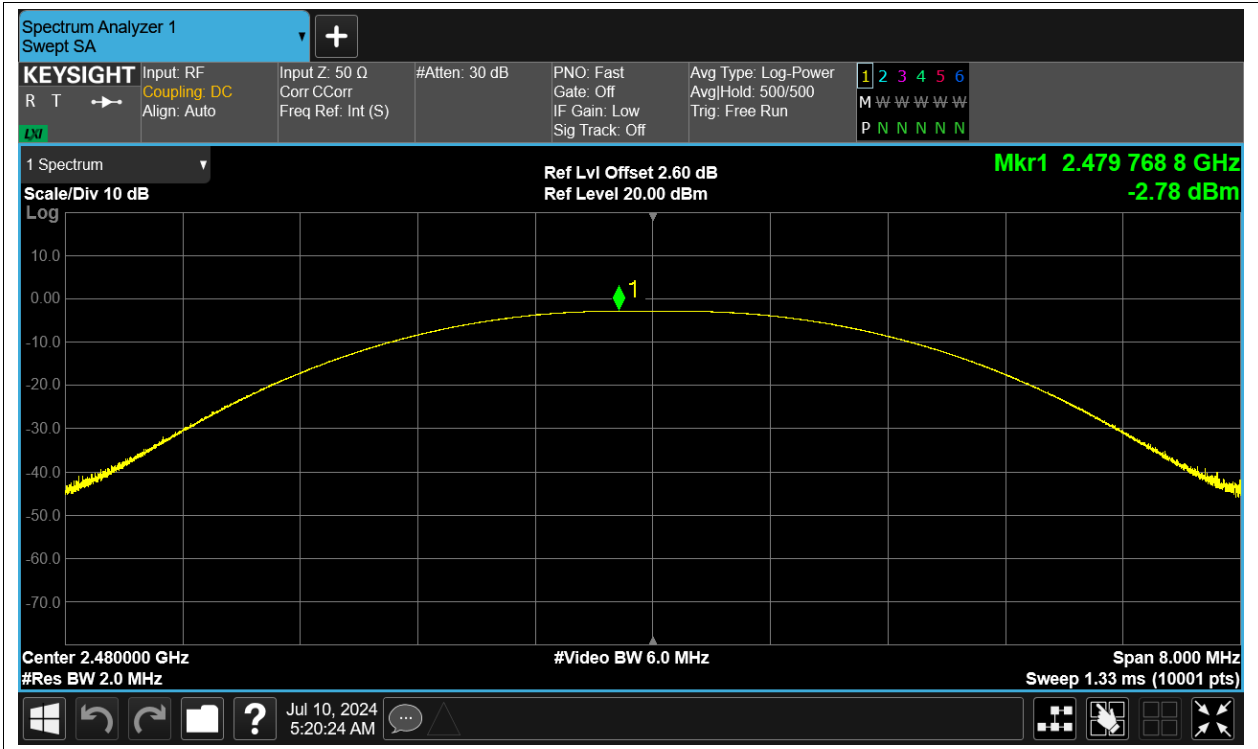 Spectrum Analyzer 1
Swept SA
KEYSIGHT
R T
LXI
Input: RF
Coupling: DC
Align: Auto
Input Z: 50 Ω
Corr CCorr
Freq Ref: Int (S)
#Atten: 30 dB
PNO: Fast
Gate: Off
IF Gain: Low
Sig Track: Off
Avg Type: Log-Power
Avg|Hold: 500/500
Trig: Free Run
1 2 3 4 5 6
M W W W W W
P N N N N N
1 Spectrum
Scale/Div 10 dB
Ref Lvl Offset 2.60 dB
Ref Level 20.00 dBm
Mkr1 2.479 768 8 GHz
-2.78 dBm
Log
10.0
0.00
-10.0
-20.0
-30.0
-40.0
-50.0
-60.0
-70.0
1
Center 2.480000 GHz
#Res BW 2.0 MHz
#Video BW 6.0 MHz
Span 8.000 MHz
Sweep 1.33 ms (10001 pts)
?
Jul 10, 2024
5:20:24 AM